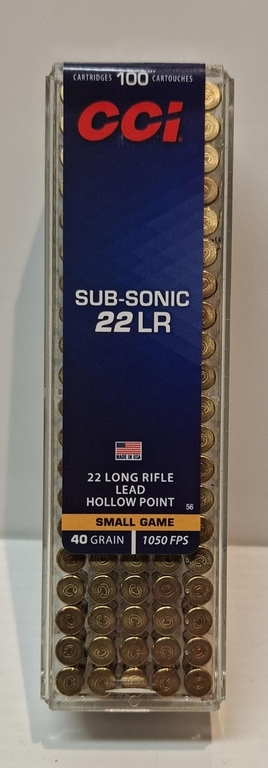 CARTRIDGES 100 CARTOUCHES
CCI
SUB-SONIC
22 LR
MADE IN USA
22 LONG RIFLE
LEAD
HOLLOW POINT
56
SMALL GAME
40 GRAIN 1050 FPS